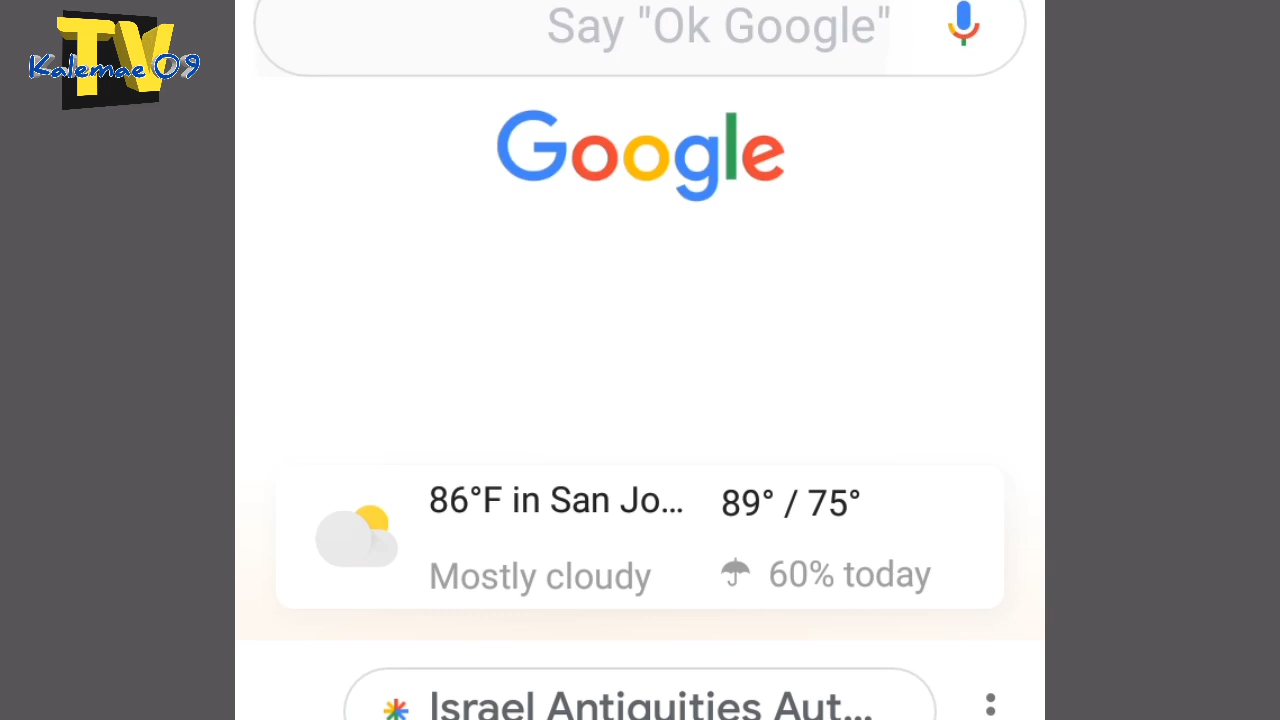 TV
Kalemae 09
Say "Ok Google"
Google
86°F in San Jo... 89° / 75°
Mostly cloudy 60% today
Israel Antiquities Aut...